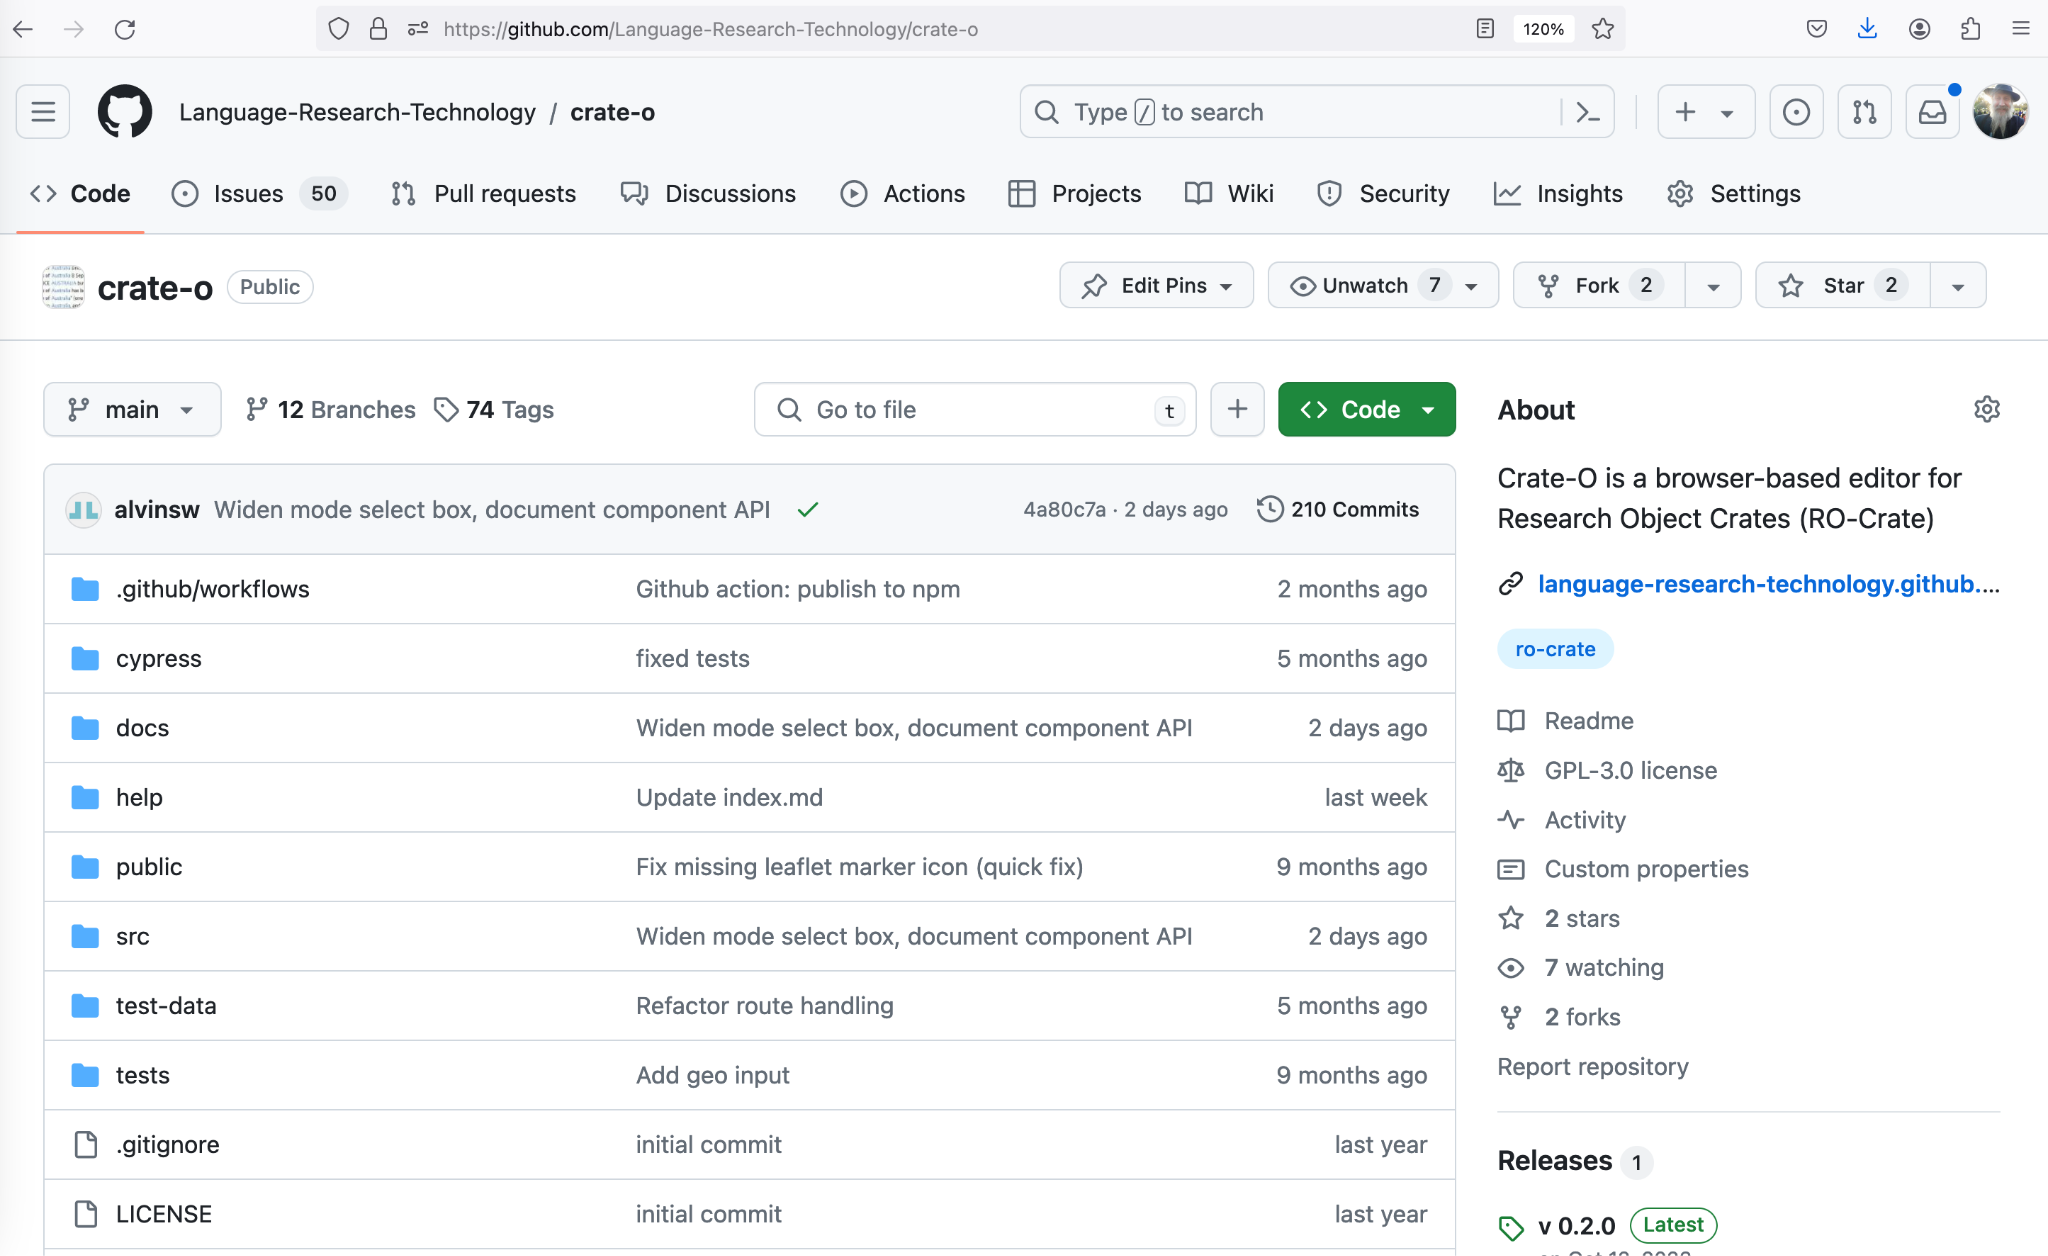 https://github.com/Language-Research-Technology/crate-o
120%
Language-Research-Technology / crate-o
Type / to search
Code
Issues 50
Pull requests
Discussions
Actions
Projects
Wiki
Security
Insights
Settings
crate-o Public
Edit Pins
Unwatch 7
Fork 2
Star 2
main
12 Branches
74 Tags
Go to file t
Code
alvinsw Widen mode select box, document component API
4a80c7a · 2 days ago
210 Commits
.github/workflows Github action: publish to npm 2 months ago
cypress fixed tests 5 months ago
docs Widen mode select box, document component API 2 days ago
help Update index.md last week
public Fix missing leaflet marker icon (quick fix) 9 months ago
src Widen mode select box, document component API 2 days ago
test-data Refactor route handling 5 months ago
tests Add geo input 9 months ago
.gitignore initial commit last year
LICENSE initial commit last year
About
Crate-O is a browser-based editor for
Research Object Crates (RO-Crate)
language-research-technology.github....
ro-crate
Readme
GPL-3.0 license
Activity
Custom properties
2 stars
7 watching
2 forks
Report repository
Releases 1
v 0.2.0 Latest